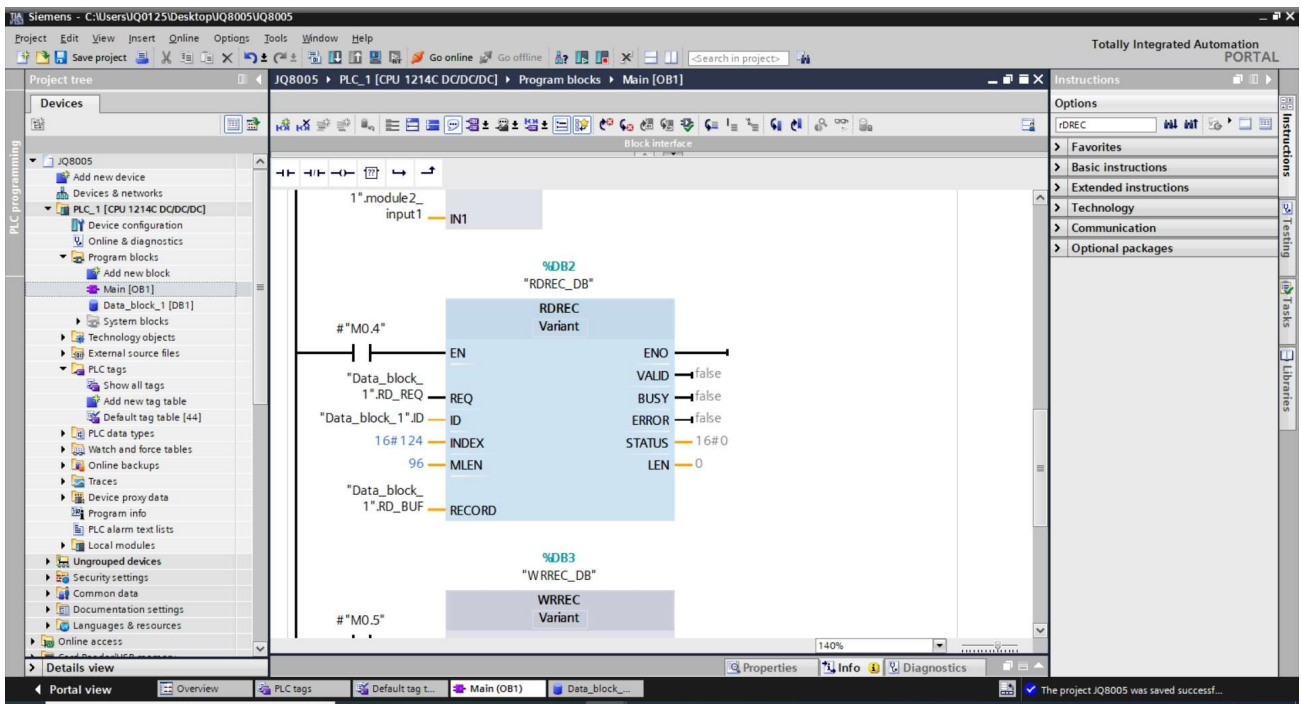 Siemens - C:\Users\JQ0125\Desktop\JQ8005\JQ8005
Project Edit View Insert Online Options Tools Window Help
Totally Integrated Automation
PORTAL
Save project
Go online
Go offline
<Search in project>
Project tree
JQ8005 ▸ PLC_1 [CPU 1214C DC/DC/DC] ▸ Program blocks ▸ Main [OB1]
Instructions
Devices
Options
rDREC
Block interface
PLC programming
JQ8005
Add new device
Devices & networks
PLC_1 [CPU 1214C DC/DC/DC]
Device configuration
Online & diagnostics
Program blocks
Add new block
Main [OB1]
Data_block_1 [DB1]
System blocks
Technology objects
External source files
PLC tags
Show all tags
Add new tag table
Default tag table [44]
PLC data types
Watch and force tables
Online backups
Traces
Device proxy data
Program info
PLC alarm text lists
Local modules
Ungrouped devices
Security settings
Common data
Documentation settings
Languages & resources
Online access
Card Reader/USB memory
Details view
1".module2_
input1
IN1
%DB2
"RDREC_DB"
RDREC
Variant
#"M0.4"
EN
ENO
VALID
false
"Data_block_
1".RD_REQ
REQ
BUSY
false
"Data_block_1".ID
ID
ERROR
false
16#124
INDEX
STATUS
16#0
96
MLEN
LEN
0
"Data_block_
1".RD_BUF
RECORD
%DB3
"WRREC_DB"
WRREC
Variant
#"M0.5"
140%
Properties
Info
Diagnostics
Favorites
Basic instructions
Extended instructions
Technology
Communication
Optional packages
Instructions
Testing
Tasks
Libraries
Portal view
Overview
PLC tags
Default tag t...
Main (OB1)
Data_block_...
The project JQ8005 was saved successf...